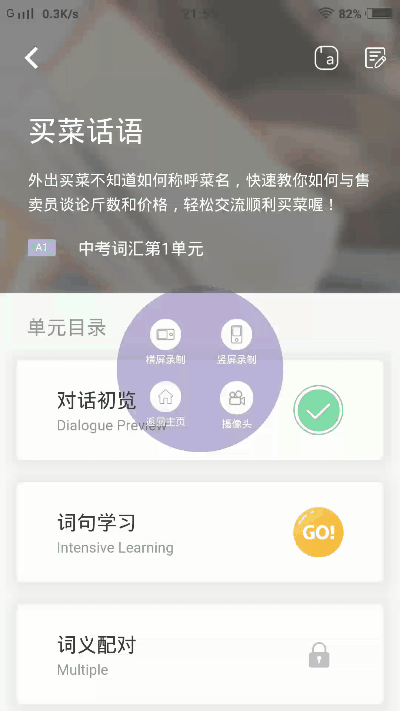 G 0.3K/s 21:55 82%
a
买菜话语
外出买菜不知道如何称呼菜名，快速教你如何与售
卖员谈论斤数和价格，轻松交流顺利买菜喔！
A1 中考词汇第1单元
单元目录
横屏录制 竖屏录制
返回主页 摄像头
对话初览
Dialogue Preview
词句学习
Intensive Learning
GO!
词义配对
Multiple